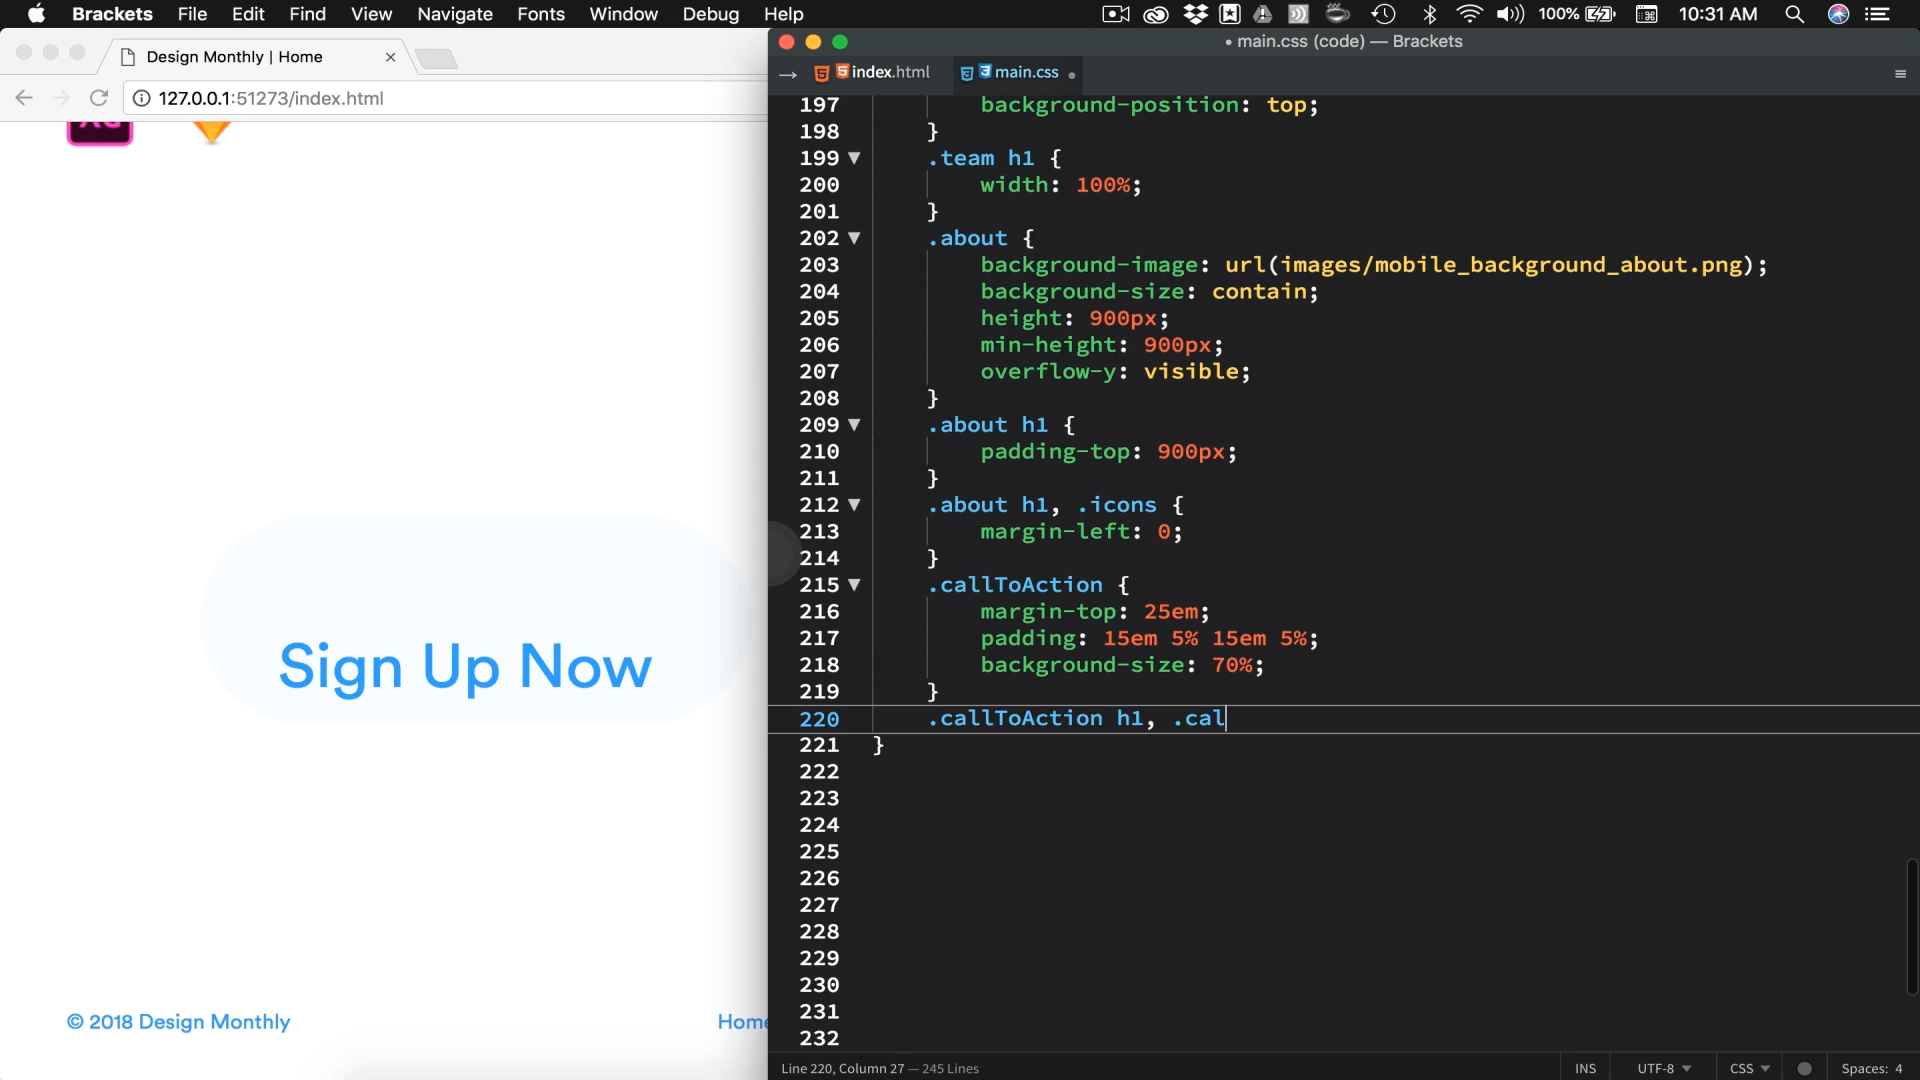 Brackets File Edit Find View Navigate Fonts Window Debug Help 100% 10:31 AM
Design Monthly | Home
127.0.0.1:51273/index.html
Sign Up Now
© 2018 Design Monthly
Home
• main.css (code) — Brackets
index.html main.css
197 background-position: top;
198 }
199 .team h1 {
200 width: 100%;
201 }
202 .about {
203 background-image: url(images/mobile_background_about.png);
204 background-size: contain;
205 height: 900px;
206 min-height: 900px;
207 overflow-y: visible;
208 }
209 .about h1 {
210 padding-top: 900px;
211 }
212 .about h1, .icons {
213 margin-left: 0;
214 }
215 .callToAction {
216 margin-top: 25em;
217 padding: 15em 5% 15em 5%;
218 background-size: 70%;
219 }
220 .callToAction h1, .cal
221 }
222
223
224
225
226
227
228
229
230
231
232
Line 220, Column 27 — 245 Lines INS UTF-8 CSS Spaces: 4